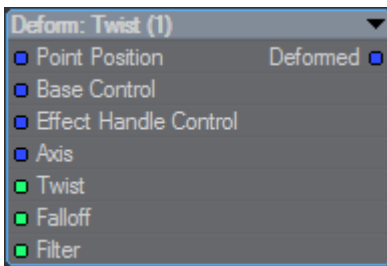 Deform: Twist (1)
Point Position Deformed
Base Control
Effect Handle Control
Axis
Twist
Falloff
Filter